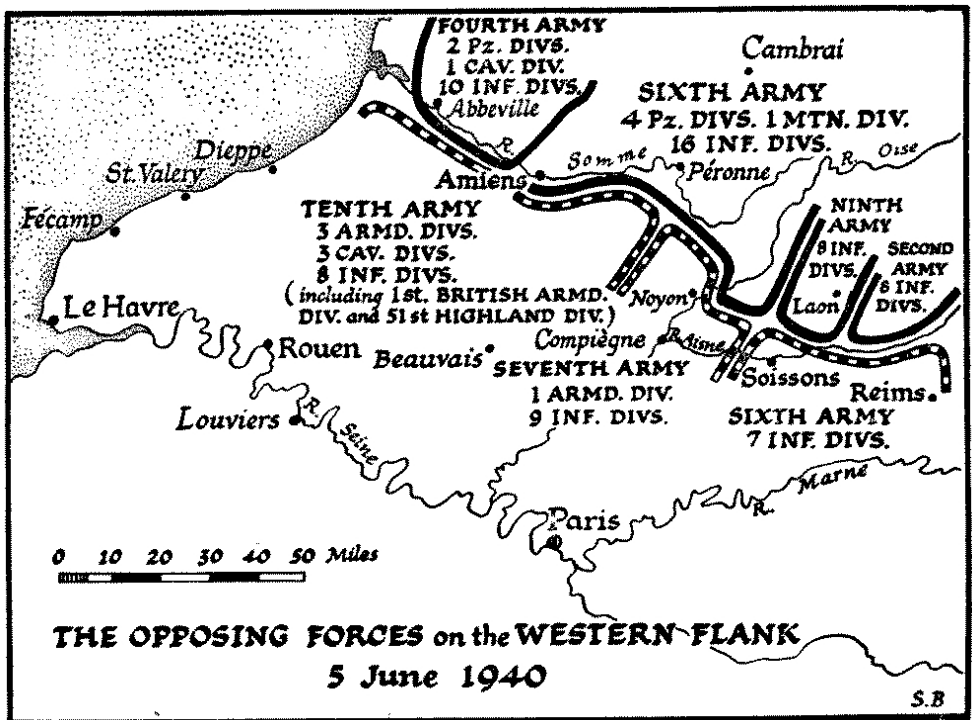 FOURTH ARMY
2 Pz. DIVS.
1 CAV. DIV.
10 INF. DIVS.
Abbeville
Cambrai
SIXTH ARMY
4 Pz. DIVS. 1 MTN. DIV.
16 INF. DIVS.
R. Somme
Péronne
R. Oise
Dieppe
St. Valery
Fécamp
Amiens
TENTH ARMY
3 ARMD. DIVS.
3 CAV. DIVS.
8 INF. DIVS.
(including 1st. BRITISH ARMD.
DIV. and 51st HIGHLAND DIV.)
NINTH
ARMY
8 INF.
DIVS.
SECOND
ARMY
8 INF.
DIVS.
Laon
Noyon
Le Havre
Rouen
Beauvais
Compiègne
R. Aisne
Soissons
Reims
SEVENTH ARMY
1 ARMD. DIV.
9 INF. DIVS.
SIXTH ARMY
7 INF. DIVS.
Louviers
R. Seine
R. Marne
Paris
0 10 20 30 40 50 Miles
THE OPPOSING FORCES on the WESTERN FLANK
5 June 1940
S.B